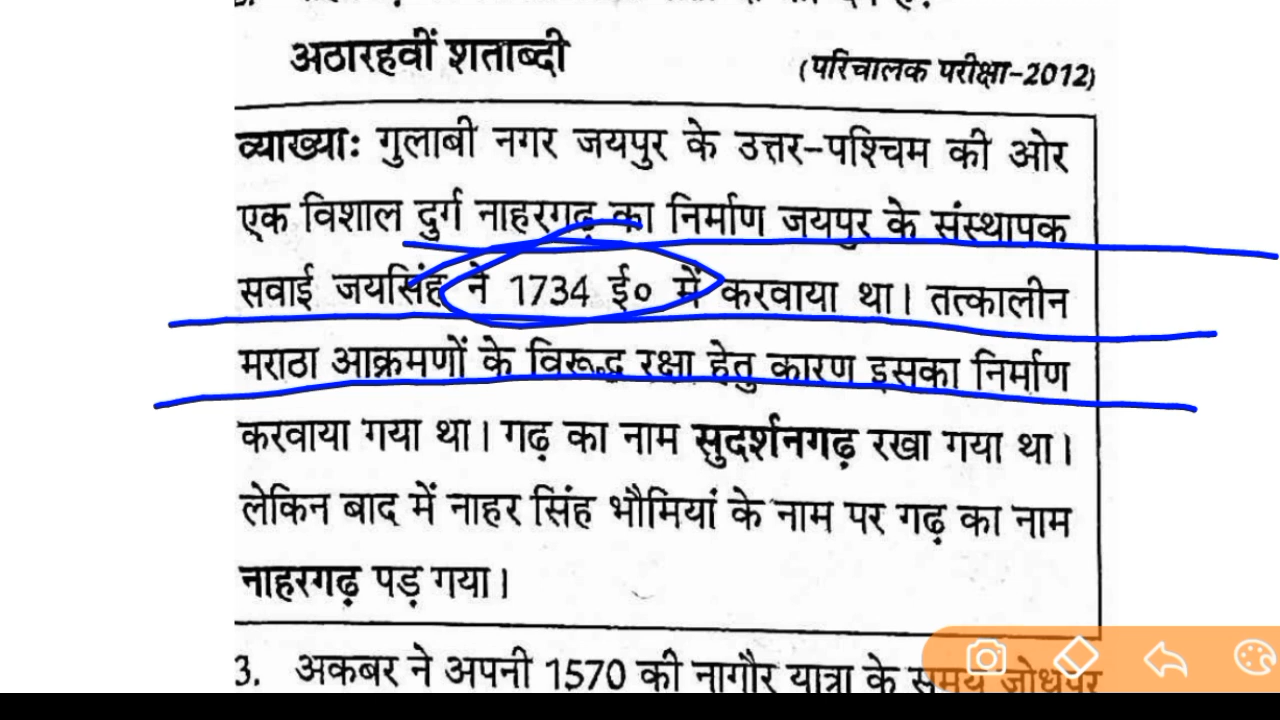 अठारहवीं शताब्दी
(परिचालक परीक्षा-2012)
व्याख्याः गुलाबी नगर जयपुर के उत्तर-पश्चिम की ओर
एक विशाल दुर्ग नाहरगढ़ का निर्माण जयपुर के संस्थापक
सवाई जयसिंह ने 1734 ई० में करवाया था। तत्कालीन
मराठा आक्रमणों के विरूद्ध रक्षा हेतु कारण इसका निर्माण
करवाया गया था। गढ़ का नाम सुदर्शनगढ़ रखा गया था।
लेकिन बाद में नाहर सिंह भौमियां के नाम पर गढ़ का नाम
नाहरगढ़ पड़ गया।
3. अकबर ने अपनी 1570 की नागौर यात्रा के समय जोधपुर